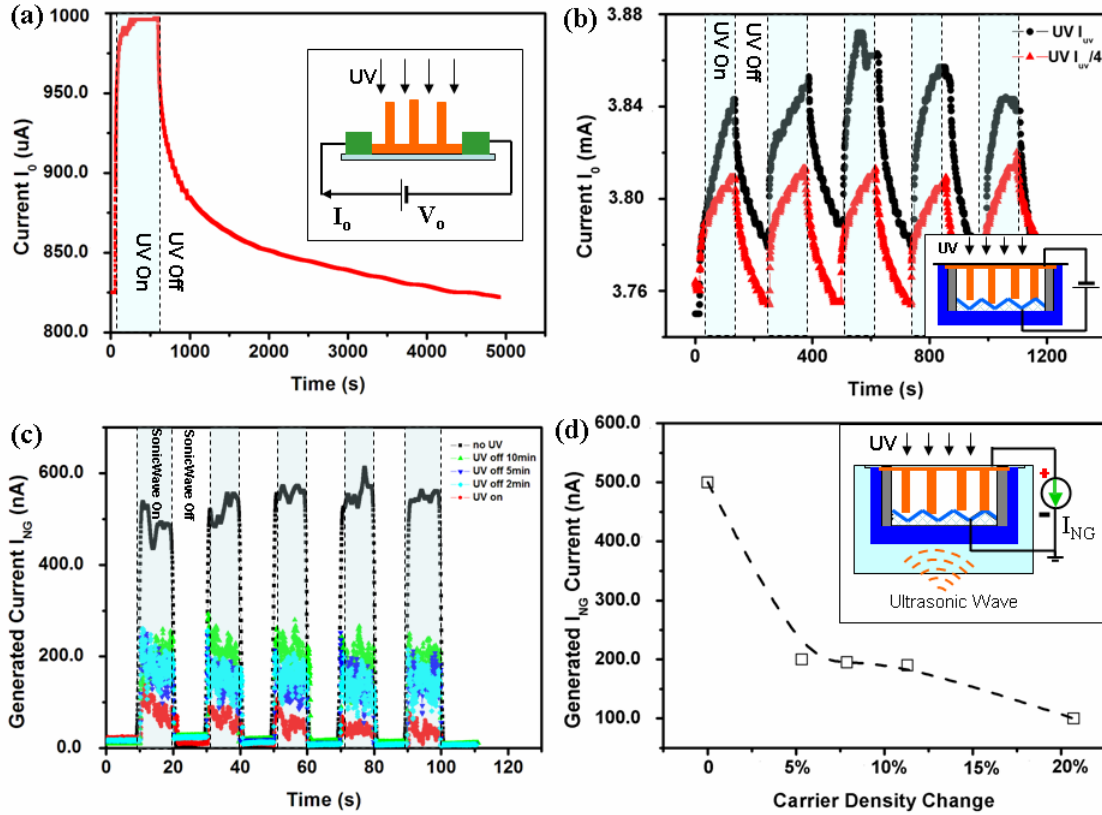 (a)
1000
950.0
900.0
850.0
800.0
Current I0 (uA)
UV On
UV Off
UV
Io
Vo
0
1000
2000
3000
4000
5000
Time (s)
(b)
3.88
3.84
3.80
3.76
Current I0 (mA)
UV On
UV Off
UV Iuv
UV Iuv/4
UV
0
400
800
1200
Time (s)
(c)
600.0
400.0
200.0
0.0
Generated Current ING (nA)
SonicWave On
SonicWave Off
no UV
UV off 10min
UV off 5min
UV off 2min
UV on
0
20
40
60
80
100
120
Time (s)
(d)
600.0
500.0
400.0
300.0
200.0
100.0
Generated ING Current (nA)
UV
+
-
ING
Ultrasonic Wave
0
5%
10%
15%
20%
Carrier Density Change